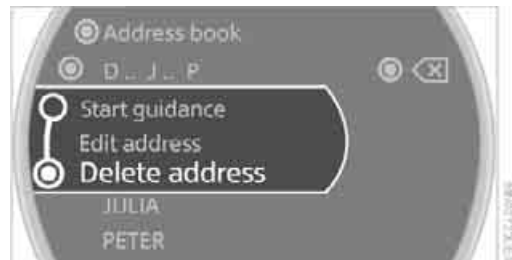 Address book
D .. J .. P
Start guidance
Edit address
Delete address
JULIA
PETER